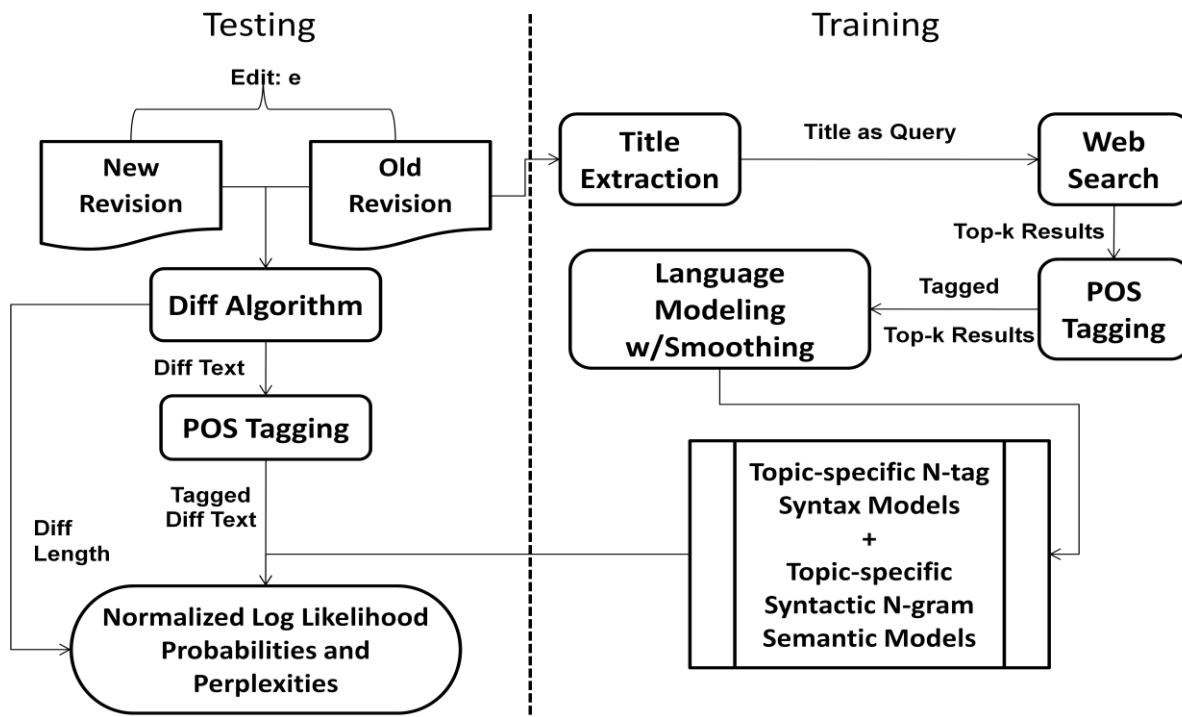 Testing
Edit: e
New
Revision
Old
Revision
Diff Algorithm
Diff Text
POS Tagging
Tagged
Diff Text
Diff
Length
Normalized Log Likelihood
Probabilities and
Perplexities
Training
Title
Extraction
Title as Query
Web
Search
Top-k Results
POS
Tagging
Tagged
Top-k Results
Language
Modeling
w/Smoothing
Topic-specific N-tag
Syntax Models
+
Topic-specific
Syntactic N-gram
Semantic Models